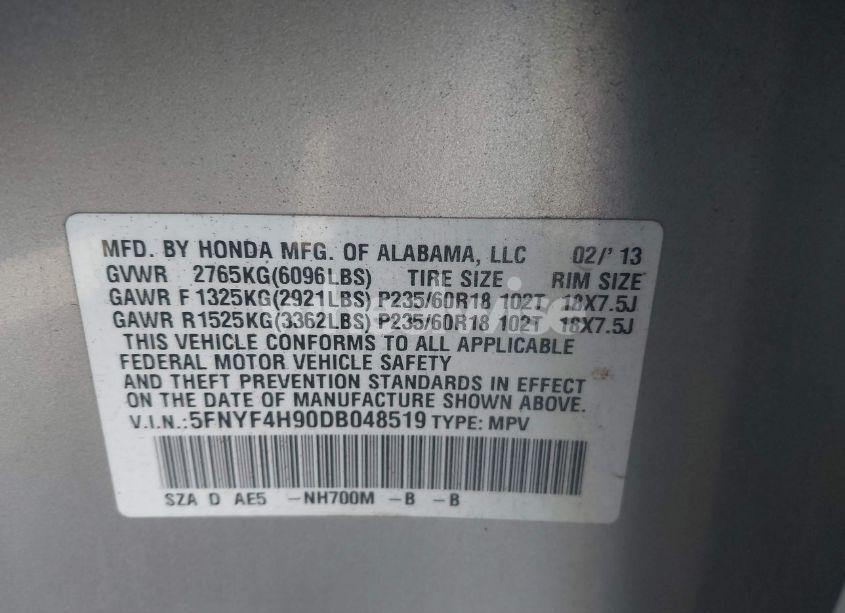 MFD. BY HONDA MFG. OF ALABAMA, LLC 02/' 13
GVWR 2765KG(6096LBS) TIRE SIZE RIM SIZE
GAWR F 1325KG(2921LBS) P235/60R18 102T 18X7.5J
GAWR R1525KG(3362LBS) P235/60R18 102T 18X7.5J
THIS VEHICLE CONFORMS TO ALL APPLICABLE
FEDERAL MOTOR VEHICLE SAFETY
AND THEFT PREVENTION STANDARDS IN EFFECT
ON THE DATE OF MANUFACTURE SHOWN ABOVE.
V.I.N.:5FNYF4H90DB048519 TYPE: MPV
SZA D AE5 -NH700M -B -B